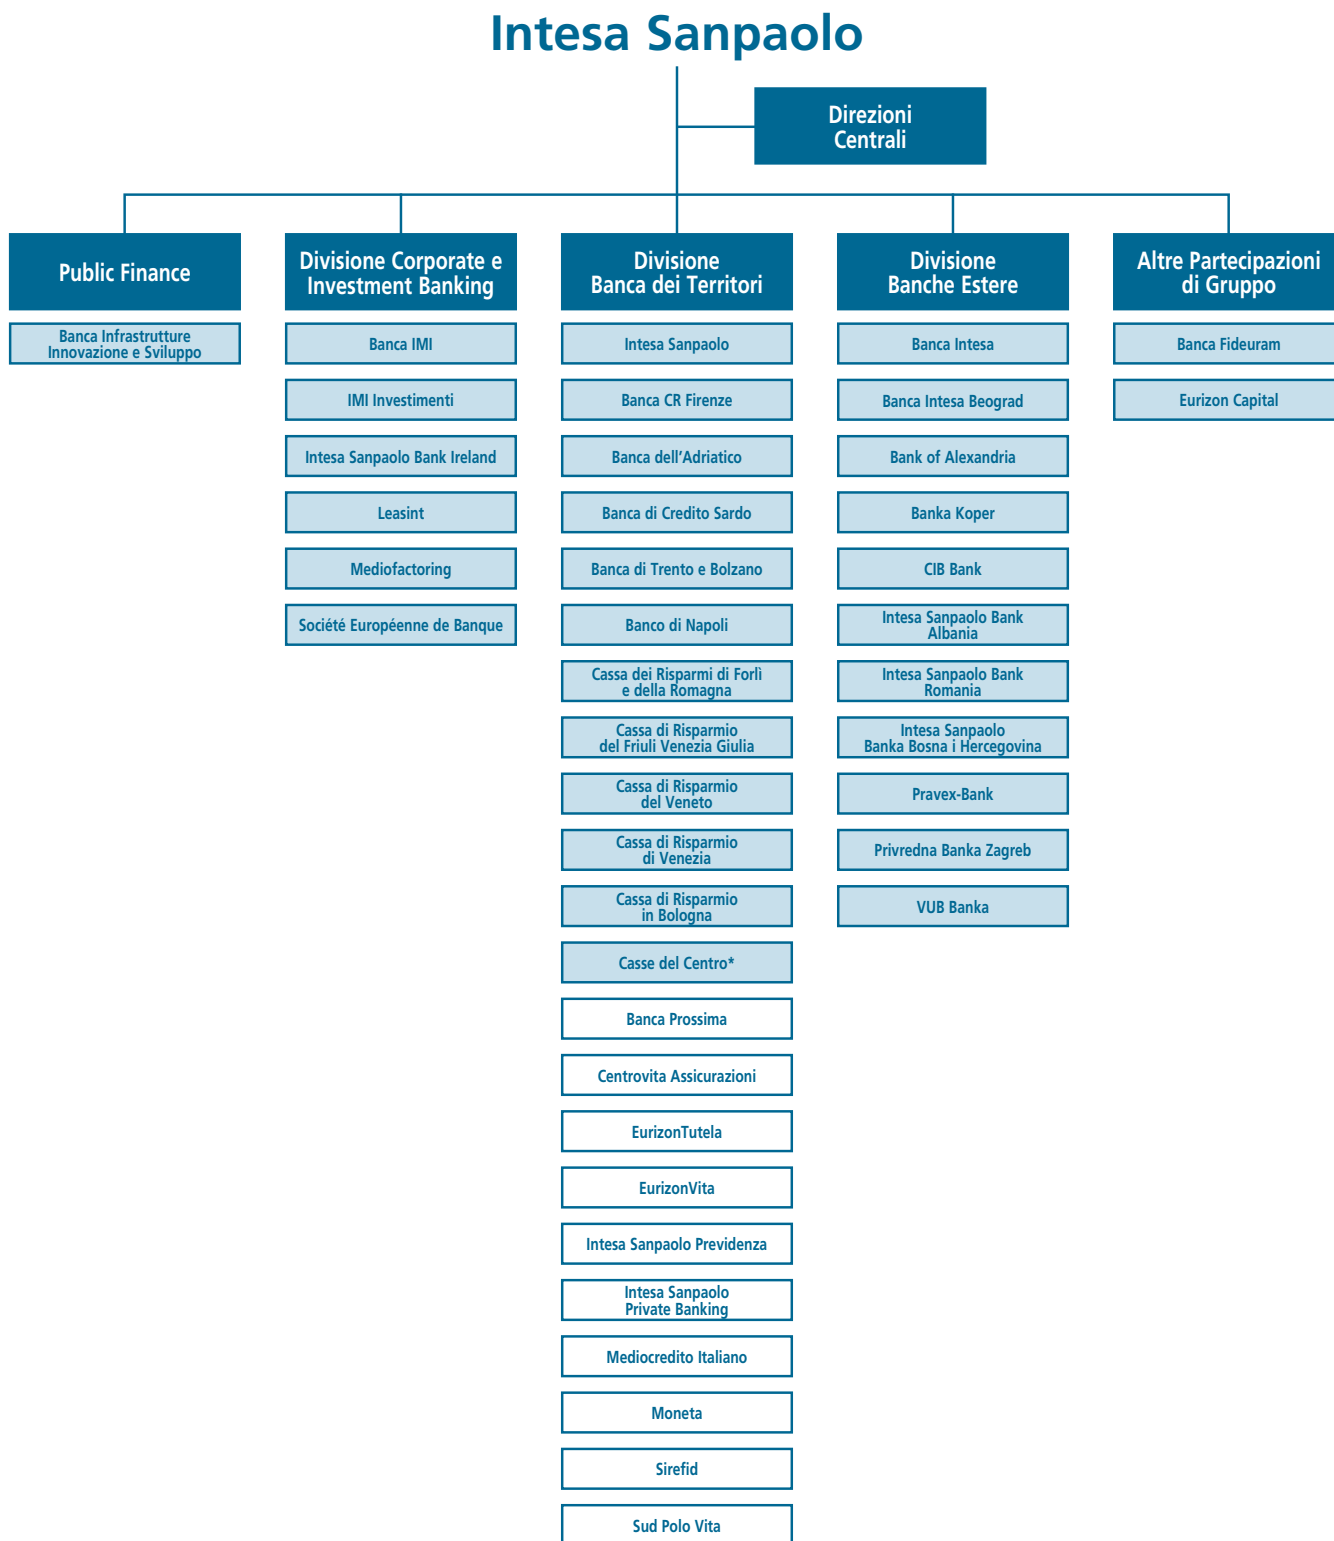 Intesa Sanpaolo
Direzioni
Centrali
Public Finance
Banca Infrastrutture
Innovazione e Sviluppo
Divisione Corporate e
Investment Banking
Banca IMI
IMI Investimenti
Intesa Sanpaolo Bank Ireland
Leasint
Mediofactoring
Société Européenne de Banque
Divisione
Banca dei Territori
Intesa Sanpaolo
Banca CR Firenze
Banca dell’Adriatico
Banca di Credito Sardo
Banca di Trento e Bolzano
Banco di Napoli
Cassa dei Risparmi di Forlì
e della Romagna
Cassa di Risparmio
del Friuli Venezia Giulia
Cassa di Risparmio
del Veneto
Cassa di Risparmio
di Venezia
Cassa di Risparmio
in Bologna
Casse del Centro*
Banca Prossima
Centrovita Assicurazioni
EurizonTutela
EurizonVita
Intesa Sanpaolo Previdenza
Intesa Sanpaolo
Private Banking
Mediocredito Italiano
Moneta
Sirefid
Sud Polo Vita
Divisione
Banche Estere
Banca Intesa
Banca Intesa Beograd
Bank of Alexandria
Banka Koper
CIB Bank
Intesa Sanpaolo Bank
Albania
Intesa Sanpaolo Bank
Romania
Intesa Sanpaolo
Banka Bosna i Hercegovina
Pravex-Bank
Privredna Banka Zagreb
VUB Banka
Altre Partecipazioni
di Gruppo
Banca Fideuram
Eurizon Capital